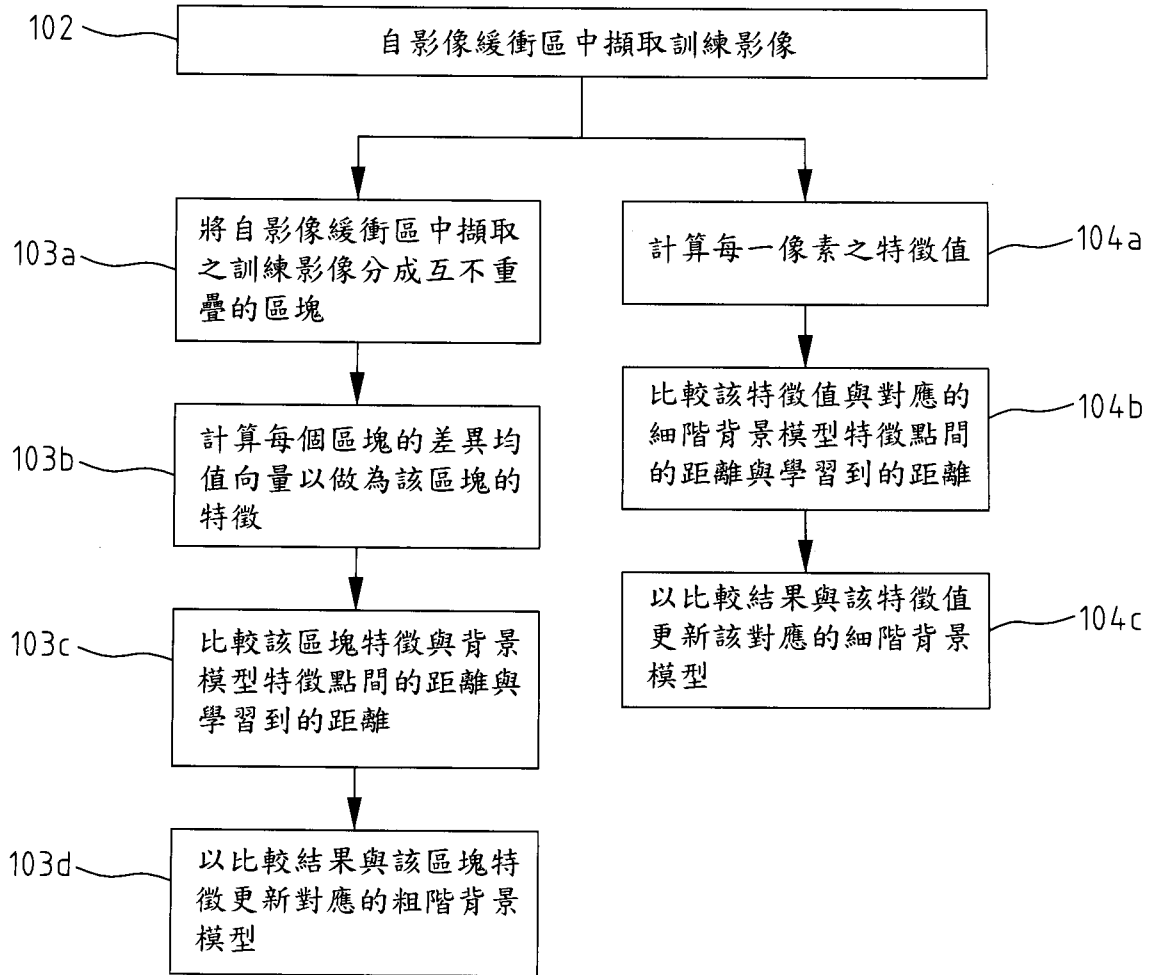 102
自影像緩衝區中擷取訓練影像
103a
將自影像緩衝區中擷取
之訓練影像分成互不重
疊的區塊
103b
計算每個區塊的差異均
值向量以做為該區塊的
特徵
103c
比較該區塊特徵與背景
模型特徵點間的距離與
學習到的距離
103d
以比較結果與該區塊特
徵更新對應的粗階背景
模型
計算每一像素之特徵值
104a
比較該特徵值與對應的
細階背景模型特徵點間
的距離與學習到的距離
104b
以比較結果與該特徵值
更新該對應的細階背景
模型
104c